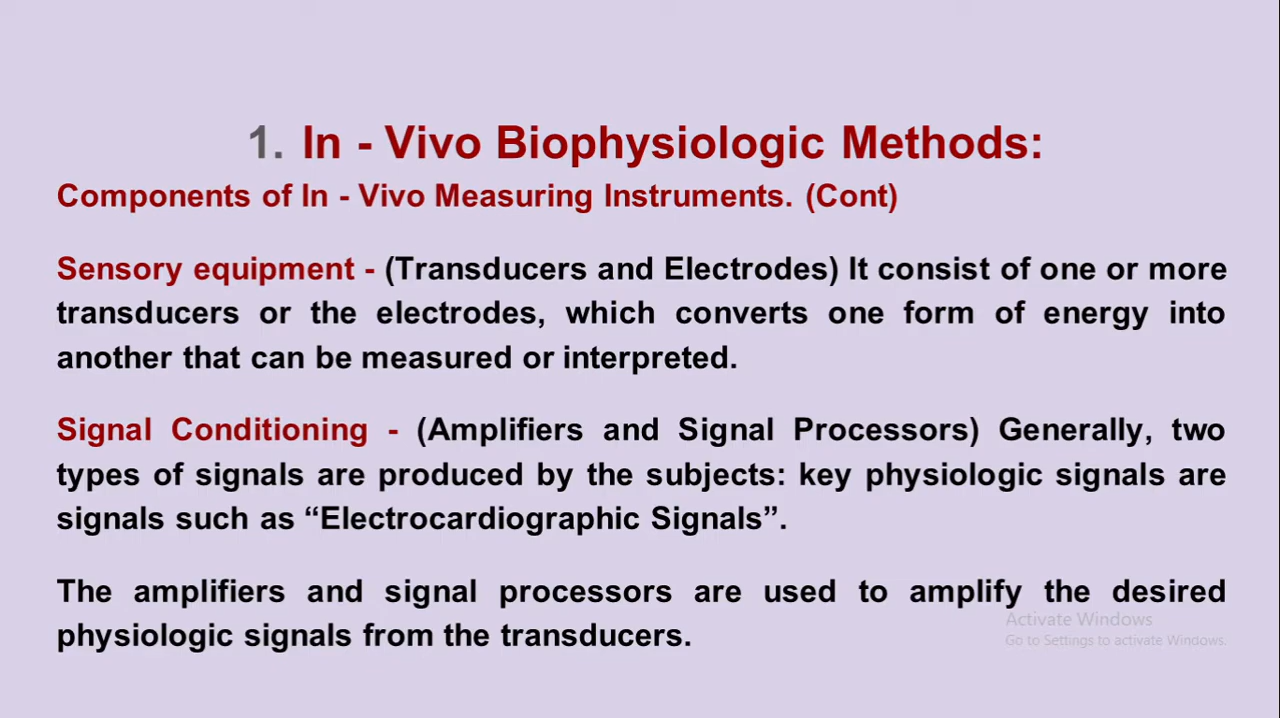 1. In - Vivo Biophysiologic Methods:
Components of In - Vivo Measuring Instruments. (Cont)
Sensory equipment - (Transducers and Electrodes) It consist of one or more
transducers or the electrodes, which converts one form of energy into
another that can be measured or interpreted.
Signal Conditioning - (Amplifiers and Signal Processors) Generally, two
types of signals are produced by the subjects: key physiologic signals are
signals such as “Electrocardiographic Signals”.
The amplifiers and signal processors are used to amplify the desired
physiologic signals from the transducers.
Activate Windows
Go to Settings to activate Windows.